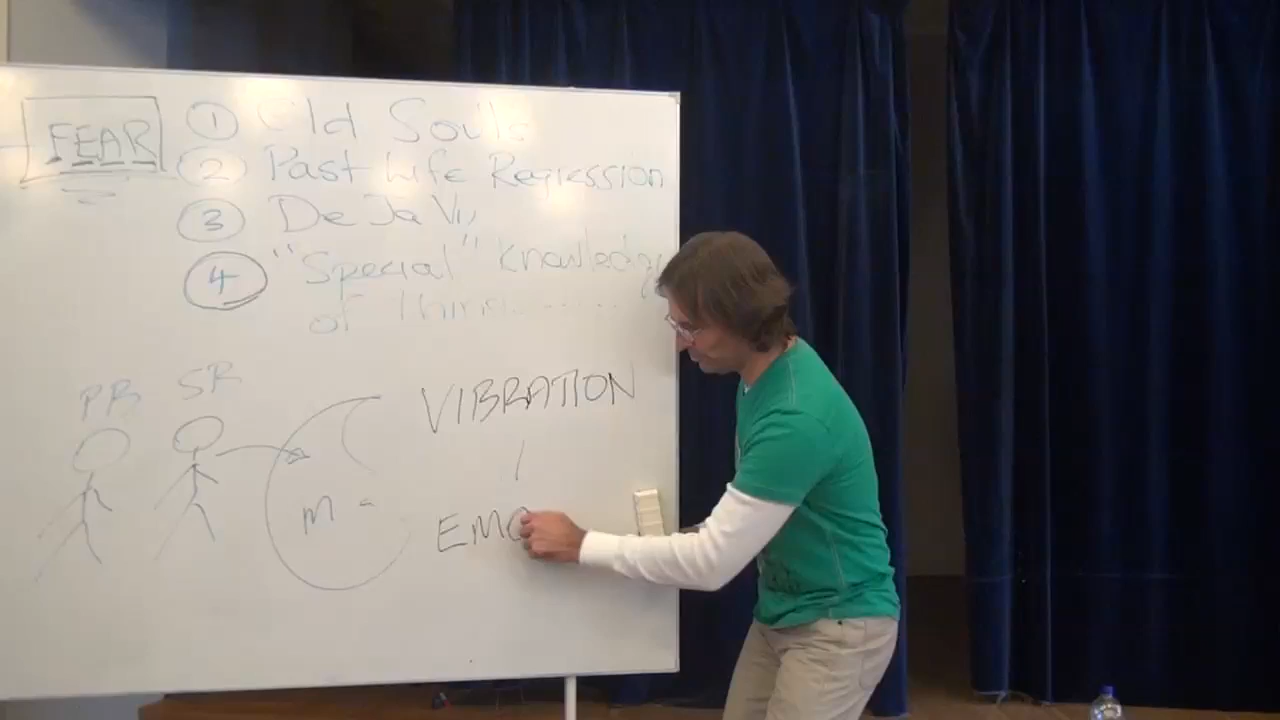 FEAR
① Old Souls
② Past Life Regression
③ De Ja Vu
④ "Special" Knowledge
of
PR SR
m
VIBRATION
EMO